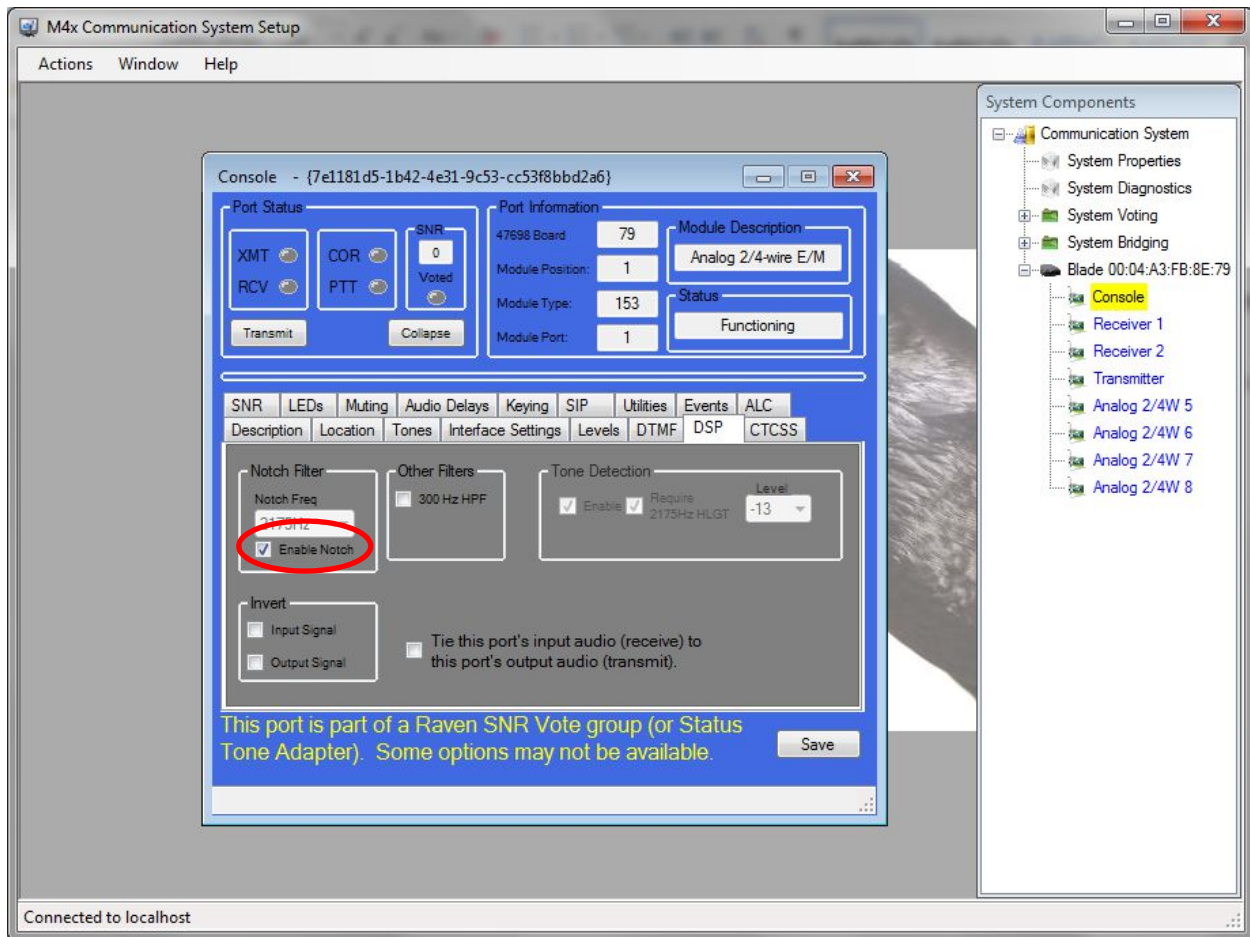 M4x Communication System Setup
Actions Window Help
Console - {7e1181d5-1b42-4e31-9c53-cc53f8bbd2a6}
Port Status
XMT
RCV
COR
PTT
SNR
0
Voted
Transmit
Collapse
Port Information
47698 Board 79
Module Position: 1
Module Type: 153
Module Port: 1
Module Description
Analog 2/4-wire E/M
Status
Functioning
SNR LEDs Muting Audio Delays Keying SIP Utilities Events ALC
Description Location Tones Interface Settings Levels DTMF DSP CTCSS
Notch Filter
Notch Freq
2175Hz
Enable Notch
Other Filters
300 Hz HPF
Tone Detection
Enable
Require
2175Hz HLGT
Level
-13
Invert
Input Signal
Output Signal
Tie this port's input audio (receive) to
this port's output audio (transmit).
This port is part of a Raven SNR Vote group (or Status
Tone Adapter). Some options may not be available.
Save
System Components
Communication System
System Properties
System Diagnostics
System Voting
System Bridging
Blade 00:04:A3:FB:8E:79
Console
Receiver 1
Receiver 2
Transmitter
Analog 2/4W 5
Analog 2/4W 6
Analog 2/4W 7
Analog 2/4W 8
Connected to localhost